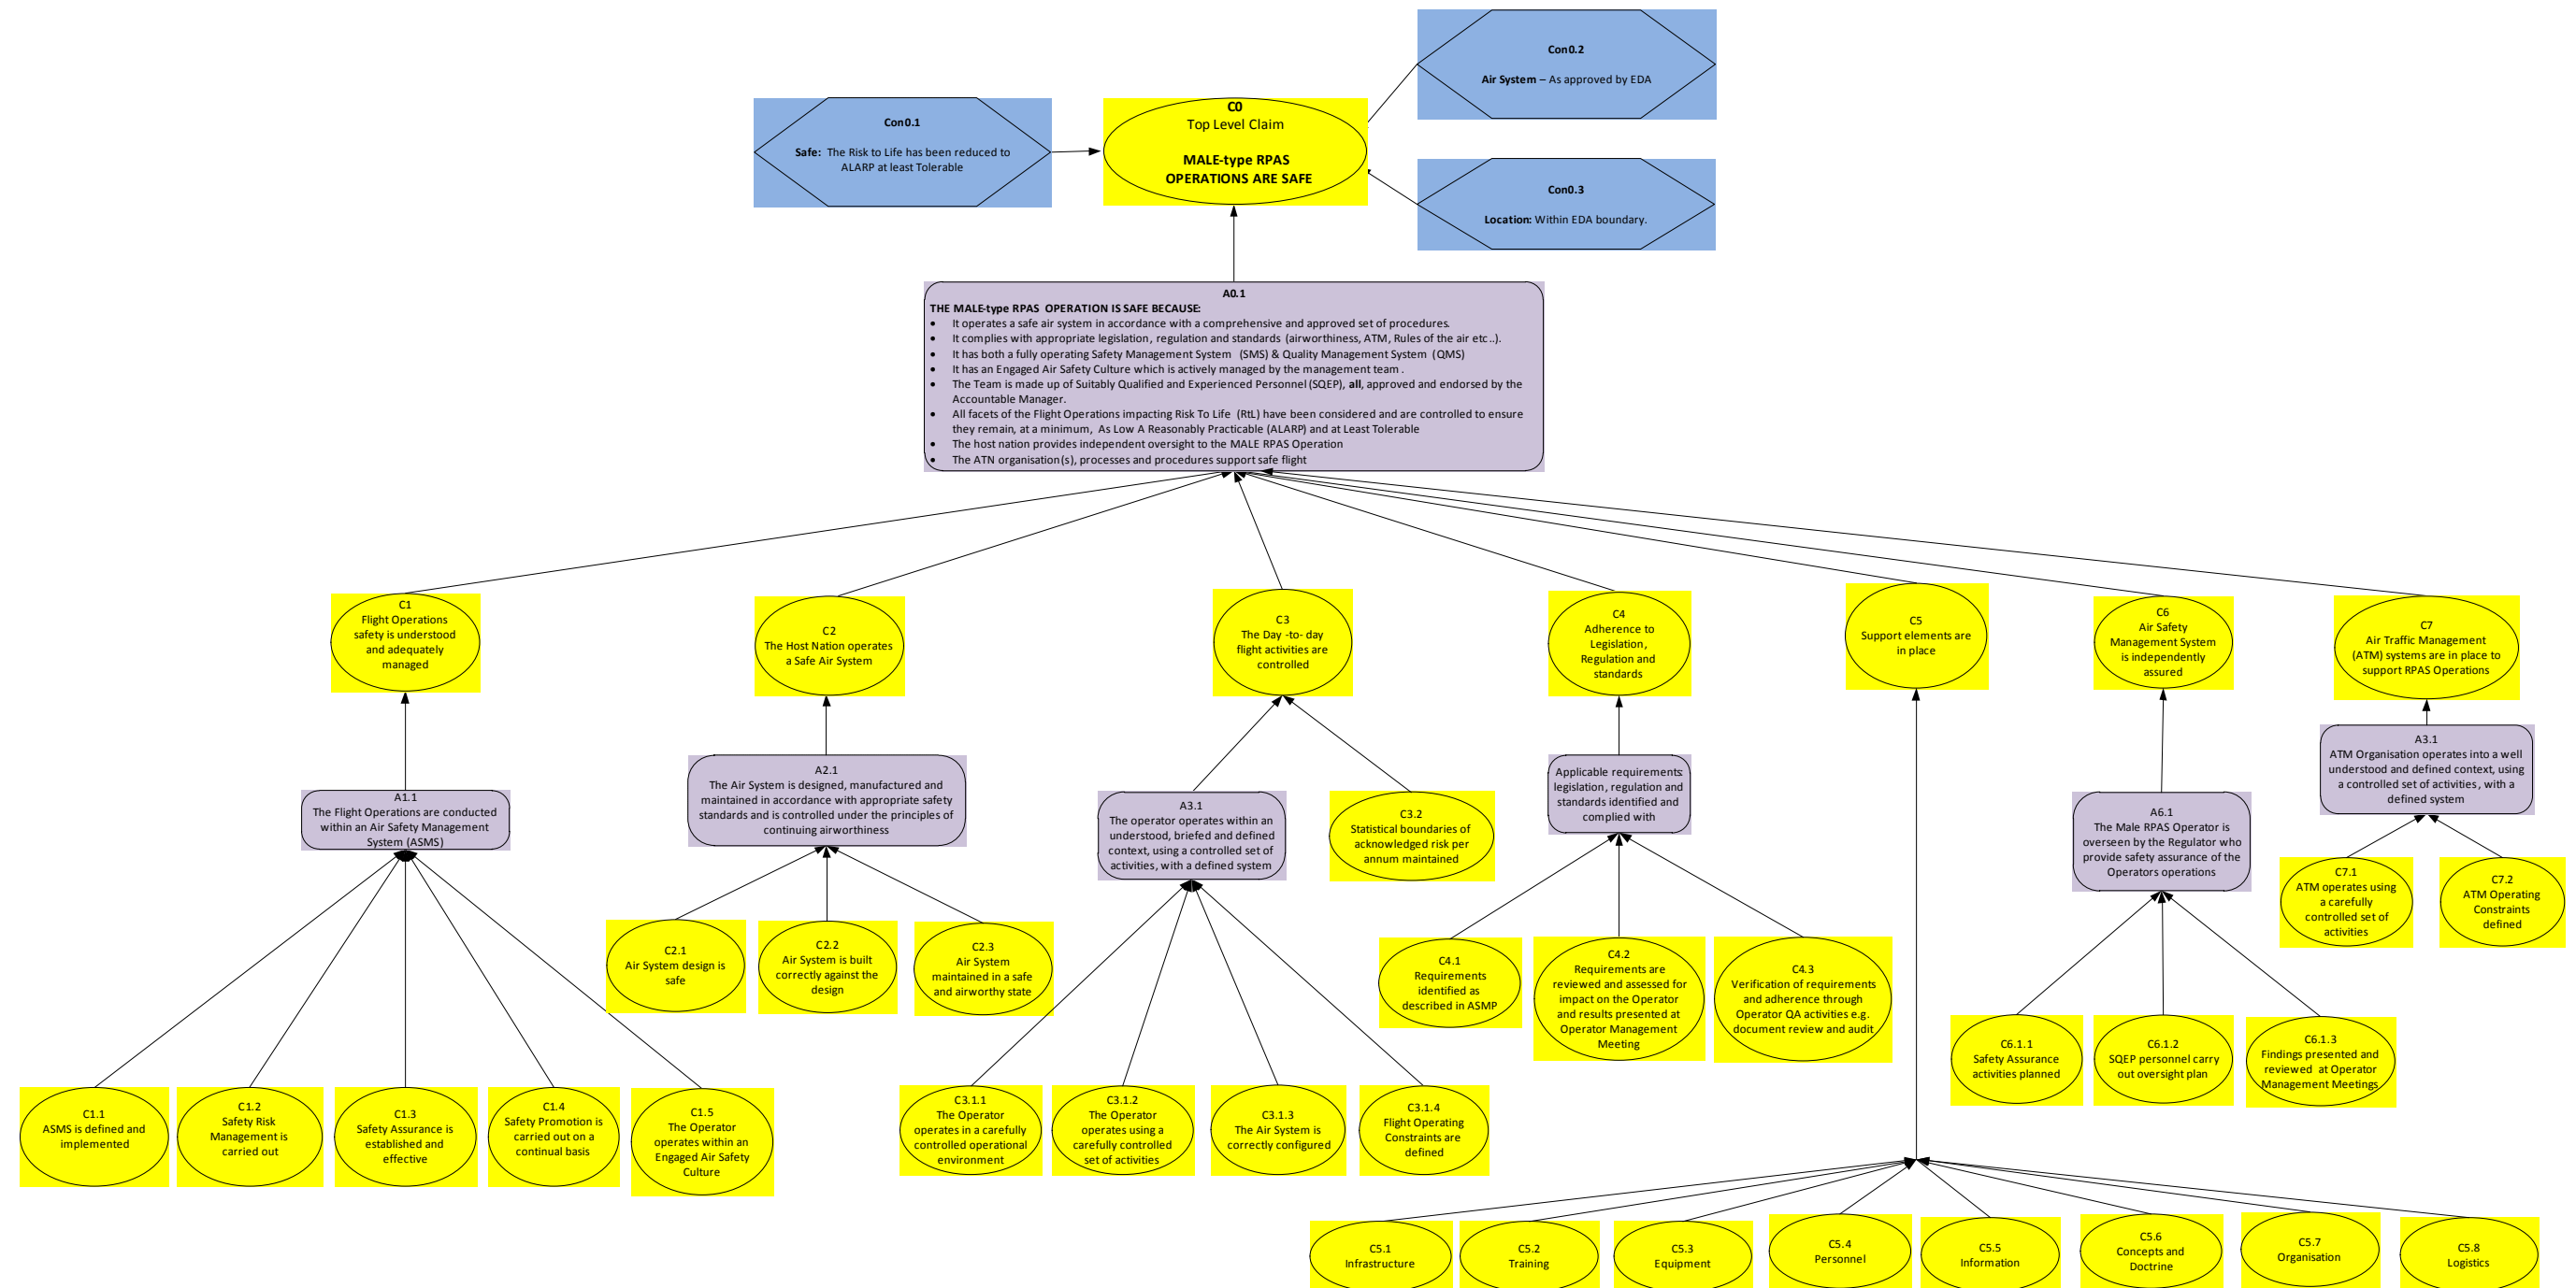 Con0.2
Air System – As approved by EDA
Con0.1
Safe: The Risk to Life has been reduced to
ALARP at least Tolerable
C0
Top Level Claim
MALE-type RPAS
OPERATIONS ARE SAFE
Con0.3
Location: Within EDA boundary.
A0.1
THE MALE-type RPAS OPERATION IS SAFE BECAUSE:
• It operates a safe air system in accordance with a comprehensive and approved set of procedures.
• It complies with appropriate legislation, regulation and standards (airworthiness, ATM, Rules of the air etc..).
• It has both a fully operating Safety Management System (SMS) & Quality Management System (QMS)
• It has an Engaged Air Safety Culture which is actively managed by the management team .
• The Team is made up of Suitably Qualified and Experienced Personnel (SQEP), all, approved and endorsed by the
Accountable Manager.
• All facets of the Flight Operations impacting Risk To Life (RtL) have been considered and are controlled to ensure
they remain, at a minimum, As Low A Reasonably Practicable (ALARP) and at Least Tolerable
• The host nation provides independent oversight to the MALE RPAS Operation
• The ATN organisation(s), processes and procedures support safe flight
C1
Flight Operations
safety is understood
and adequately
managed
C2
The Host Nation operates
a Safe Air System
C3
The Day -to- day
flight activities are
controlled
C4
Adherence to
Legislation,
Regulation and
standards
C5
Support elements are
in place
C6
Air Safety
Management System
is independently
assured
C7
Air Traffic Management
(ATM) systems are in place to
support RPAS Operations
A1.1
The Flight Operations are conducted
within an Air Safety Management
System (ASMS)
A2.1
The Air System is designed, manufactured and
maintained in accordance with appropriate safety
standards and is controlled under the principles of
continuing airworthiness
A3.1
The operator operates within an
understood, briefed and defined
context, using a controlled set of
activities, with a defined system
C3.2
Statistical boundaries of
acknowledged risk per
annum maintained
Applicable requirements:
legislation, regulation and
standards identified and
complied with
A6.1
The Male RPAS Operator is
overseen by the Regulator who
provide safety assurance of the
Operators operations
A3.1
ATM Organisation operates into a well
understood and defined context, using
a controlled set of activities, with a
defined system
C7.1
ATM operates using
a carefully
controlled set of
activities
C7.2
ATM Operating
Constraints
defined
C2.1
Air System design is
safe
C2.2
Air System is built
correctly against the
design
C2.3
Air System
maintained in a safe
and airworthy state
C4.1
Requirements
identified as
described in ASMP
C4.2
Requirements are
reviewed and assessed for
impact on the Operator
and results presented at
Operator Management
Meeting
C4.3
Verification of requirements
and adherence through
Operator QA activities e.g.
document review and audit
C6.1.1
Safety Assurance
activities planned
C6.1.2
SQEP personnel carry
out oversight plan
C6.1.3
Findings presented and
reviewed at Operator
Management Meetings
C1.1
ASMS is defined and
implemented
C1.2
Safety Risk
Management is
carried out
C1.3
Safety Assurance is
established and
effective
C1.4
Safety Promotion is
carried out on a
continual basis
C1.5
The Operator
operates within an
Engaged Air Safety
Culture
C3.1.1
The Operator
operates in a carefully
controlled operational
environment
C3.1.2
The Operator
operates using a
carefully controlled
set of activities
C3.1.3
The Air System is
correctly configured
C3.1.4
Flight Operating
Constraints are
defined
C5.1
Infrastructure
C5.2
Training
C5.3
Equipment
C5.4
Personnel
C5.5
Information
C5.6
Concepts and
Doctrine
C5.7
Organisation
C5.8
Logistics